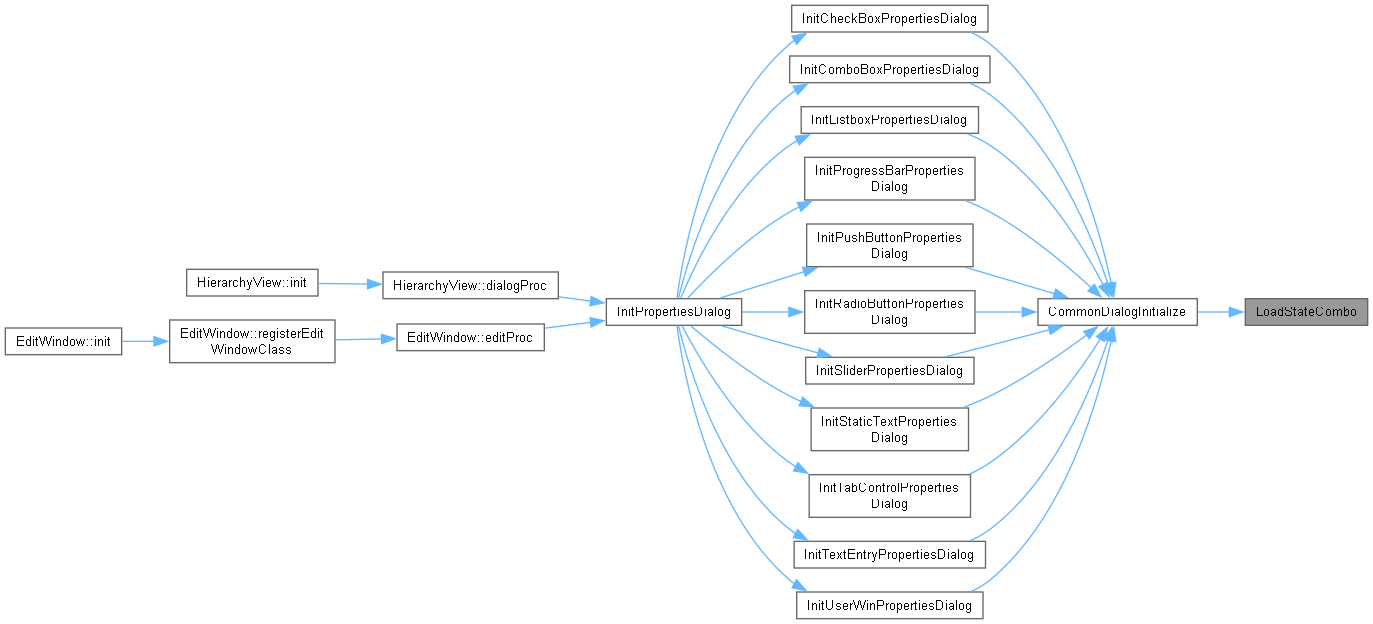 InitCheckBoxPropertiesDialog
InitComboBoxPropertiesDialog
InitListboxPropertiesDialog
InitProgressBarProperties
Dialog
InitPushButtonProperties
Dialog
HierarchyView::init
HierarchyView::dialogProc
InitPropertiesDialog
InitRadioButtonProperties
Dialog
CommonDialogInitialize
LoadStateCombo
EditWindow::init
EditWindow::registerEdit
WindowClass
EditWindow::editProc
InitSliderPropertiesDialog
InitStaticTextProperties
Dialog
InitTabControlProperties
Dialog
InitTextEntryPropertiesDialog
InitUserWinPropertiesDialog